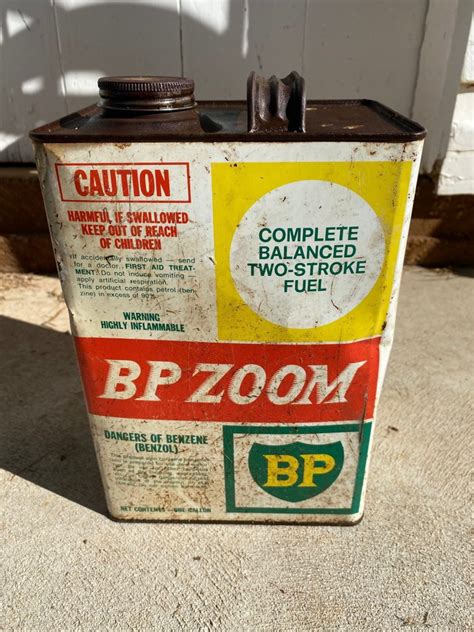 CAUTION
HARMFUL IF SWALLOWED
KEEP OUT OF REACH
OF CHILDREN
If accidentally swallowed — send
for a doctor. FIRST AID TREAT-
MENT: Do not induce vomiting —
apply artificial respiration.
This product contains petrol (ben-
zine) in excess of 90%.
WARNING
HIGHLY INFLAMMABLE
COMPLETE
BALANCED
TWO-STROKE
FUEL
BP ZOOM
DANGERS OF BENZENE
(BENZOL)
BP
NET CONTENTS — ONE GALLON